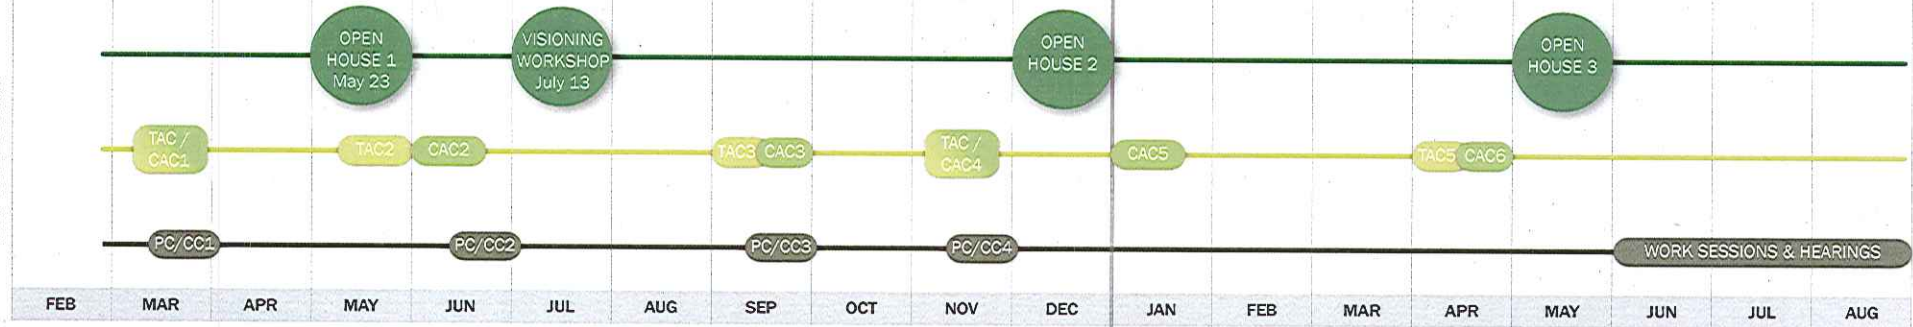 OPEN
HOUSE 1
May 23
VISIONING
WORKSHOP
July 13
OPEN
HOUSE 2
OPEN
HOUSE 3
TAC /
CAC1
TAC2
CAC2
TAC3
CAC3
TAC /
CAC4
CAC5
TAC5
CAC6
PC/CC1
PC/CC2
PC/CC3
PC/CC4
WORK SESSIONS & HEARINGS
FEB MAR APR MAY JUN JUL AUG SEP OCT NOV DEC JAN FEB MAR APR MAY JUN JUL AUG